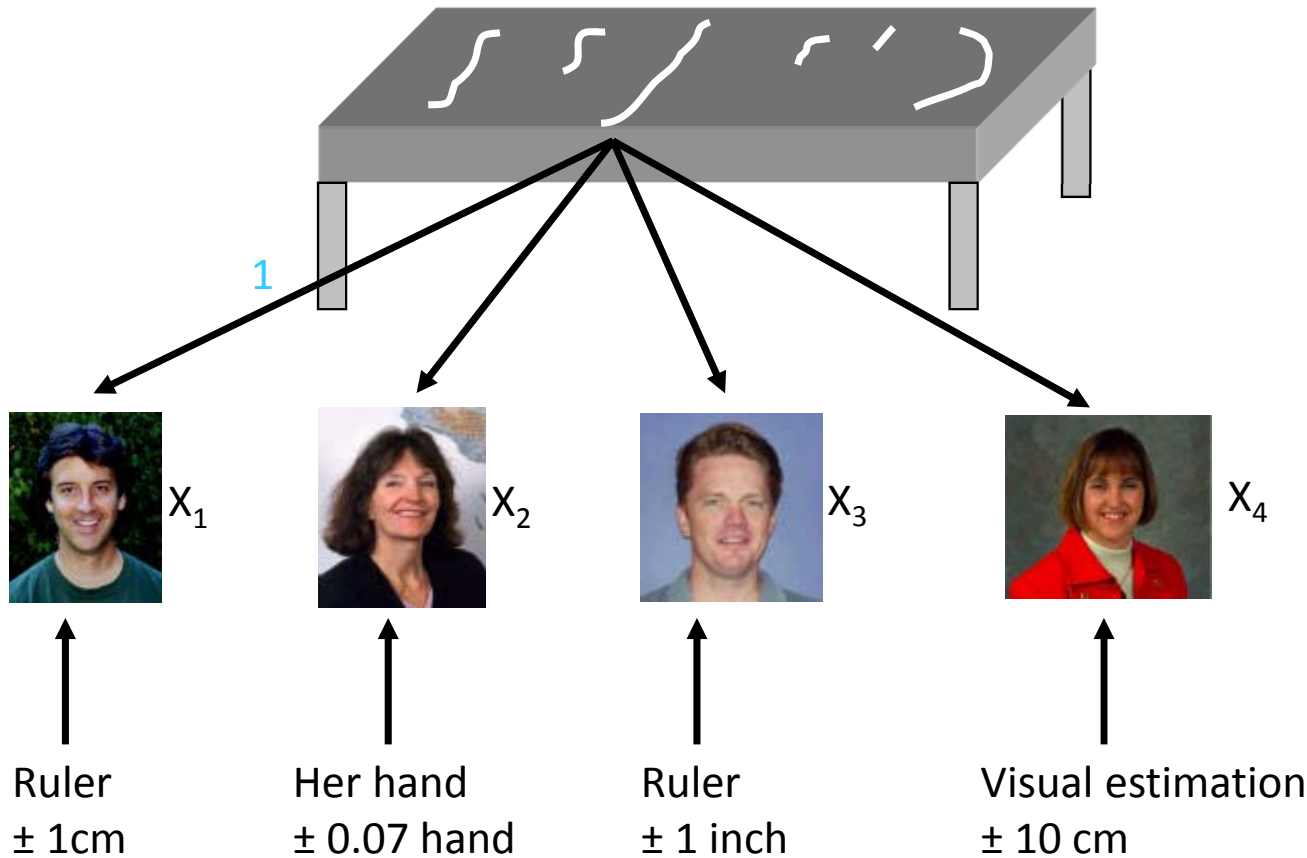 1
X₁
X₂
X₃
X₄
Ruler
± 1cm
Her hand
± 0.07 hand
Ruler
± 1 inch
Visual estimation
± 10 cm